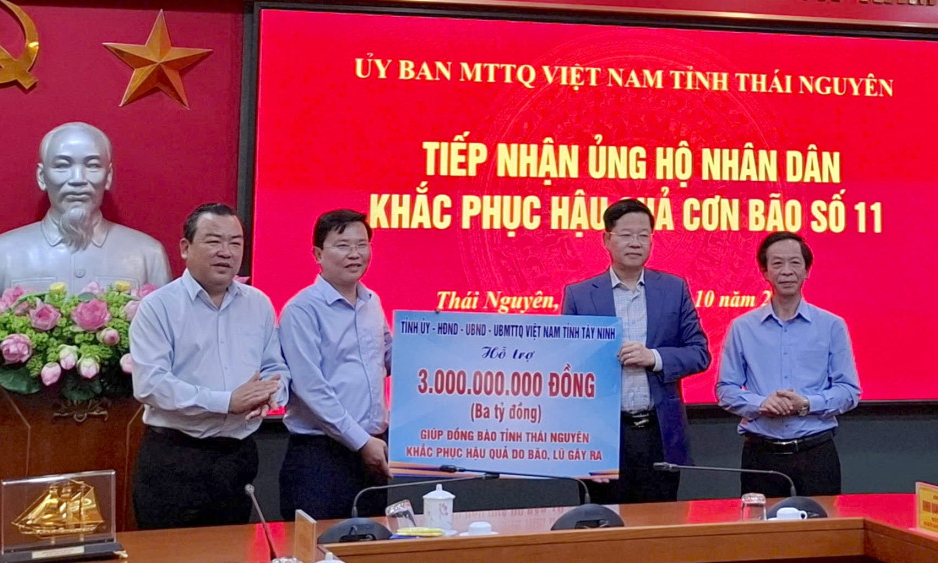 ỦY BAN MTTQ VIỆT NAM TỈNH THÁI NGUYÊN
TIẾP NHẬN ỦNG HỘ NHÂN DÂN
KHẮC PHỤC HẬU CƠN BÃO SỐ 11
Thái Nguyên, 10 năm
TỈNH ỦY - HĐND - UBND - UBMTTQ VIỆT NAM TỈNH TÂY NINH
Hỗ trợ
3.000.000.000 ĐỒNG
(Ba tỷ đồng)
GIÚP ĐỒNG BÀO TỈNH THÁI NGUYÊN
KHẮC PHỤC HẬU QUẢ DO BÃO, LŨ GÂY RA